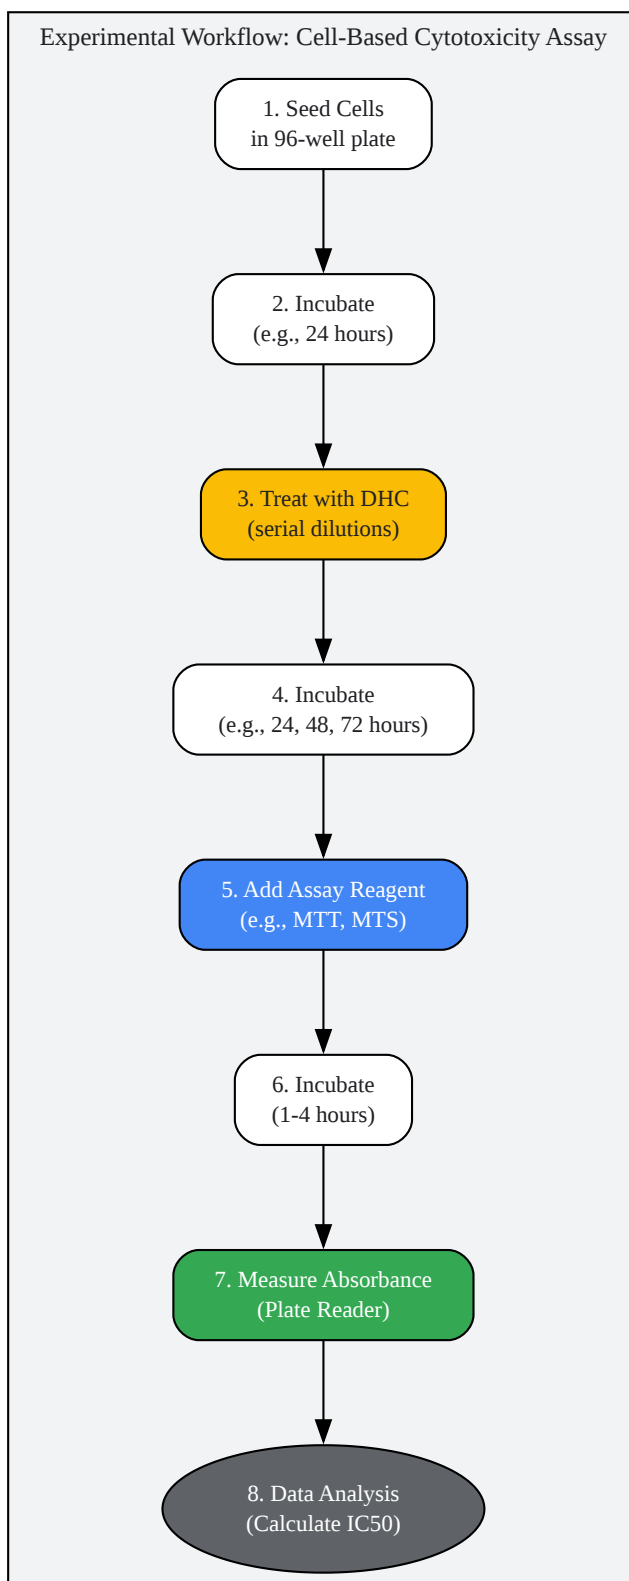 Experimental Workflow: Cell-Based Cytotoxicity Assay
1. Seed Cells
in 96-well plate
2. Incubate
(e.g., 24 hours)
3. Treat with DHC
(serial dilutions)
4. Incubate
(e.g., 24, 48, 72 hours)
5. Add Assay Reagent
(e.g., MTT, MTS)
6. Incubate
(1-4 hours)
7. Measure Absorbance
(Plate Reader)
8. Data Analysis
(Calculate IC50)